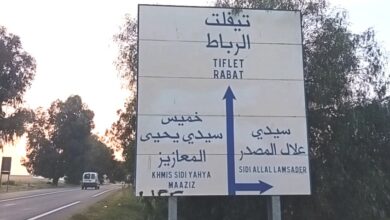 تيفلت
الرباط
TIFLET
RABAT
خميس
سيدي يحيى
المعازيز
KHMIS SIDI YAHYA
MAAZIZ
سيدي
علال المصدر
SIDI ALLAL LAMSADER